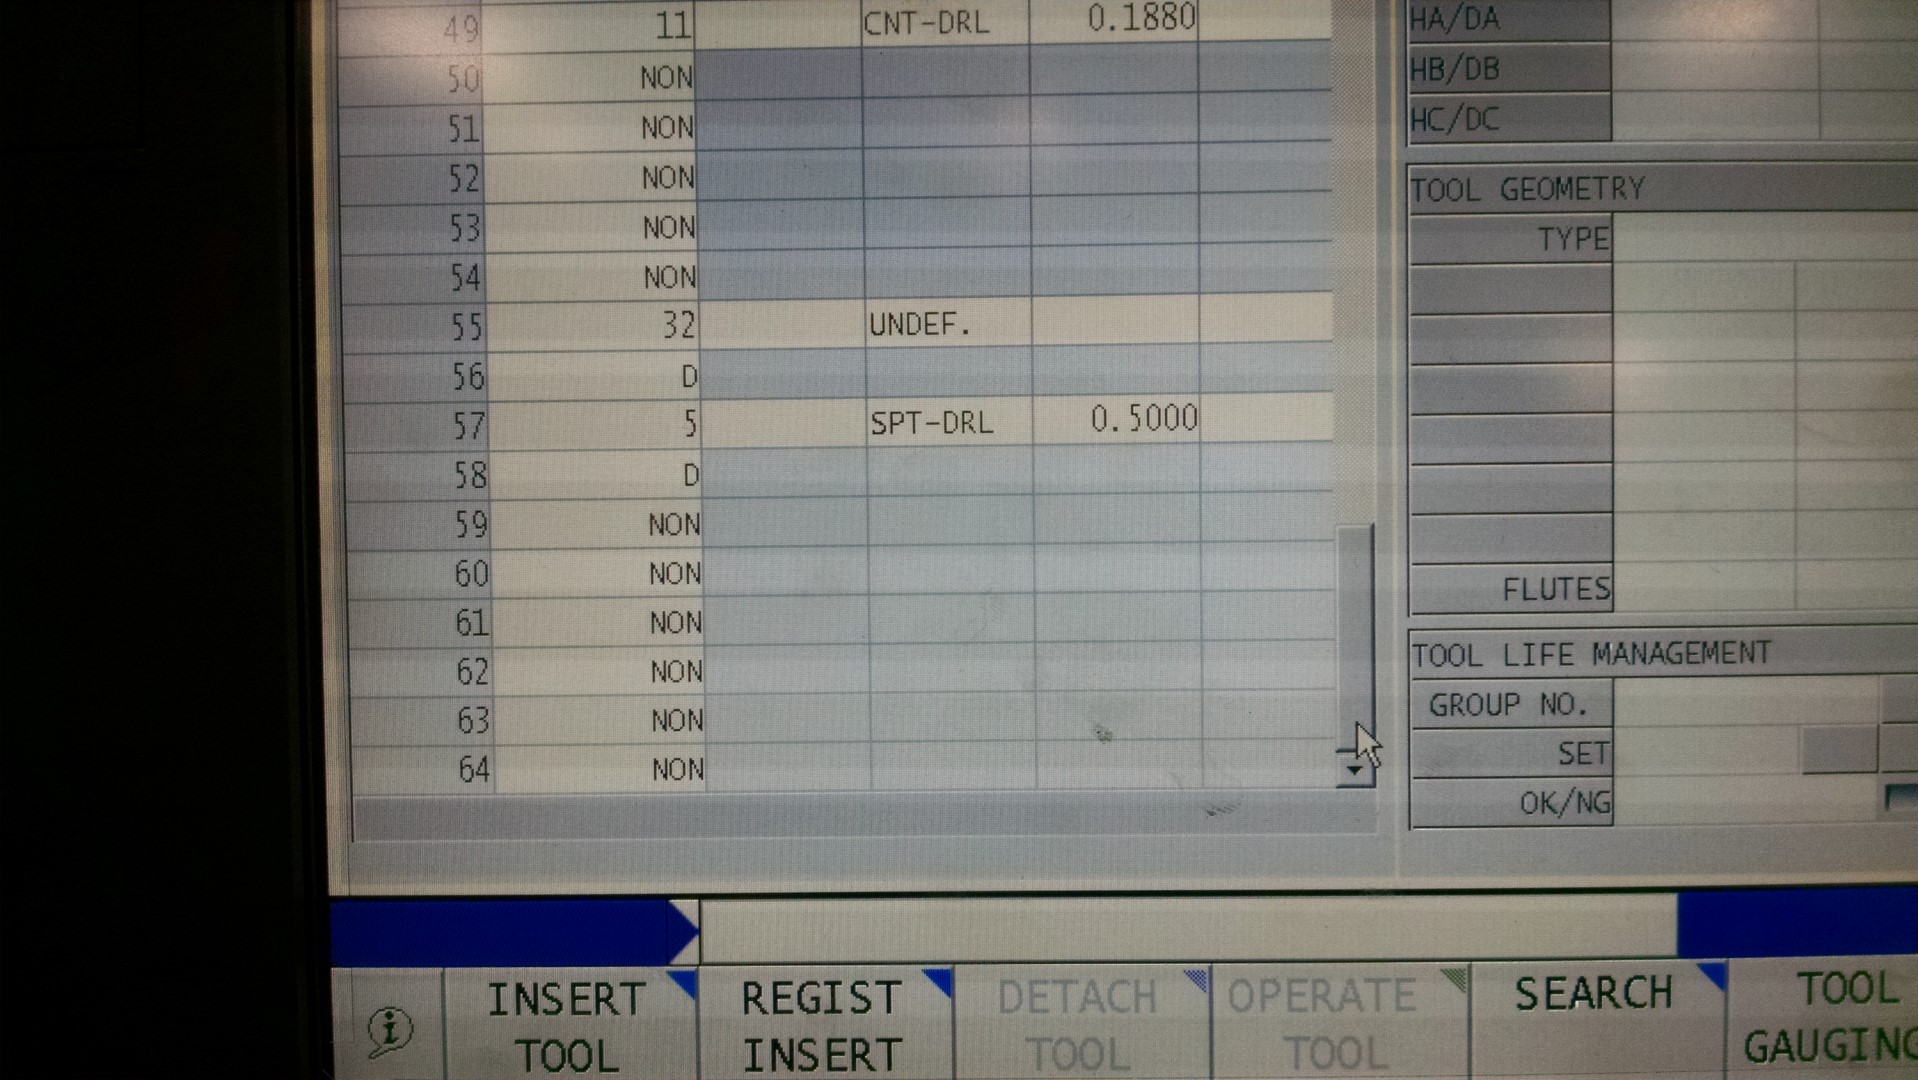 49 11 CNT-DRL 0.1880
50 NON
51 NON
52 NON
53 NON
54 NON
55 32 UNDEF.
56 D
57 5 SPT-DRL 0.5000
58 D
59 NON
60 NON
61 NON
62 NON
63 NON
64 NON
HA/DA
HB/DB
HC/DC
TOOL GEOMETRY
TYPE
FLUTES
TOOL LIFE MANAGEMENT
GROUP NO.
SET
OK/NG
INSERT TOOL
REGIST INSERT
DETACH TOOL
OPERATE TOOL
SEARCH
TOOL GAUGING